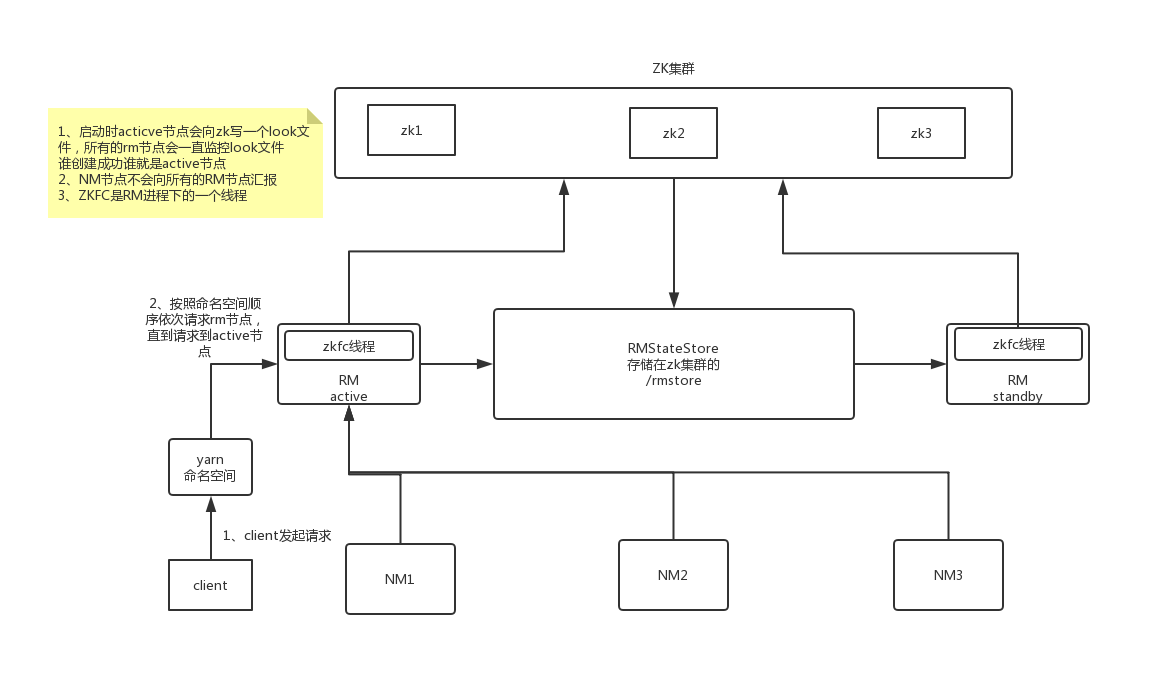 ZK集群
zk1
zk2
zk3
1、启动时acticve节点会向zk写一个look文
件，所有的rm节点会一直监控look文件
谁创建成功谁就是active节点
2、NM节点不会向所有的RM节点汇报
3、ZKFC是RM进程下的一个线程
2、按照命名空间顺
序依次请求rm节点，
直到请求到active节
点
zkfc线程
RM
active
RMStateStore
存储在zk集群的
/rmstore
zkfc线程
RM
standby
yarn
命名空间
1、client发起请求
client
NM1
NM2
NM3